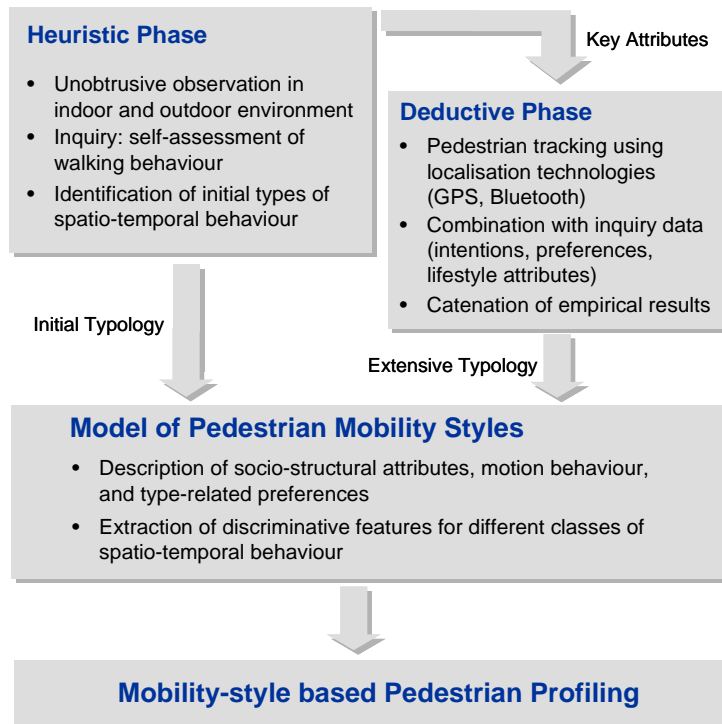 Heuristic Phase
• Unobtrusive observation in
indoor and outdoor environment
• Inquiry: self-assessment of
walking behaviour
• Identification of initial types of
spatio-temporal behaviour
Key Attributes
Deductive Phase
• Pedestrian tracking using
localisation technologies
(GPS, Bluetooth)
• Combination with inquiry data
(intentions, preferences,
lifestyle attributes)
• Catenation of empirical results
Initial Typology
Extensive Typology
Model of Pedestrian Mobility Styles
• Description of socio-structural attributes, motion behaviour,
and type-related preferences
• Extraction of discriminative features for different classes of
spatio-temporal behaviour
Mobility-style based Pedestrian Profiling